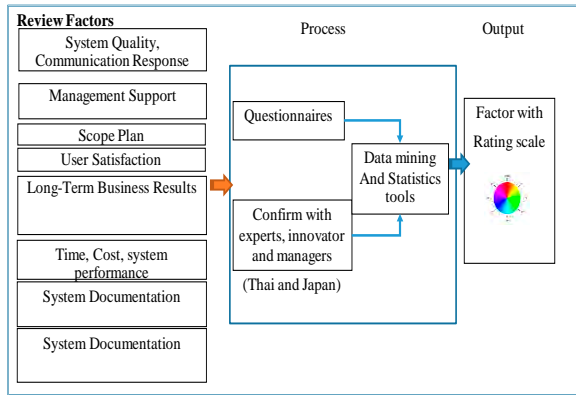 Review Factors
System Quality,
Communication Response
Management Support
Scope Plan
User Satisfaction
Long-Term Business Results
Time, Cost, system
performance
System Documentation
System Documentation
Process
Questionnaires
Confirm with
experts, innovator
and managers
(Thai and Japan)
Data mining
And Statistics
tools
Output
Factor with
Rating scale